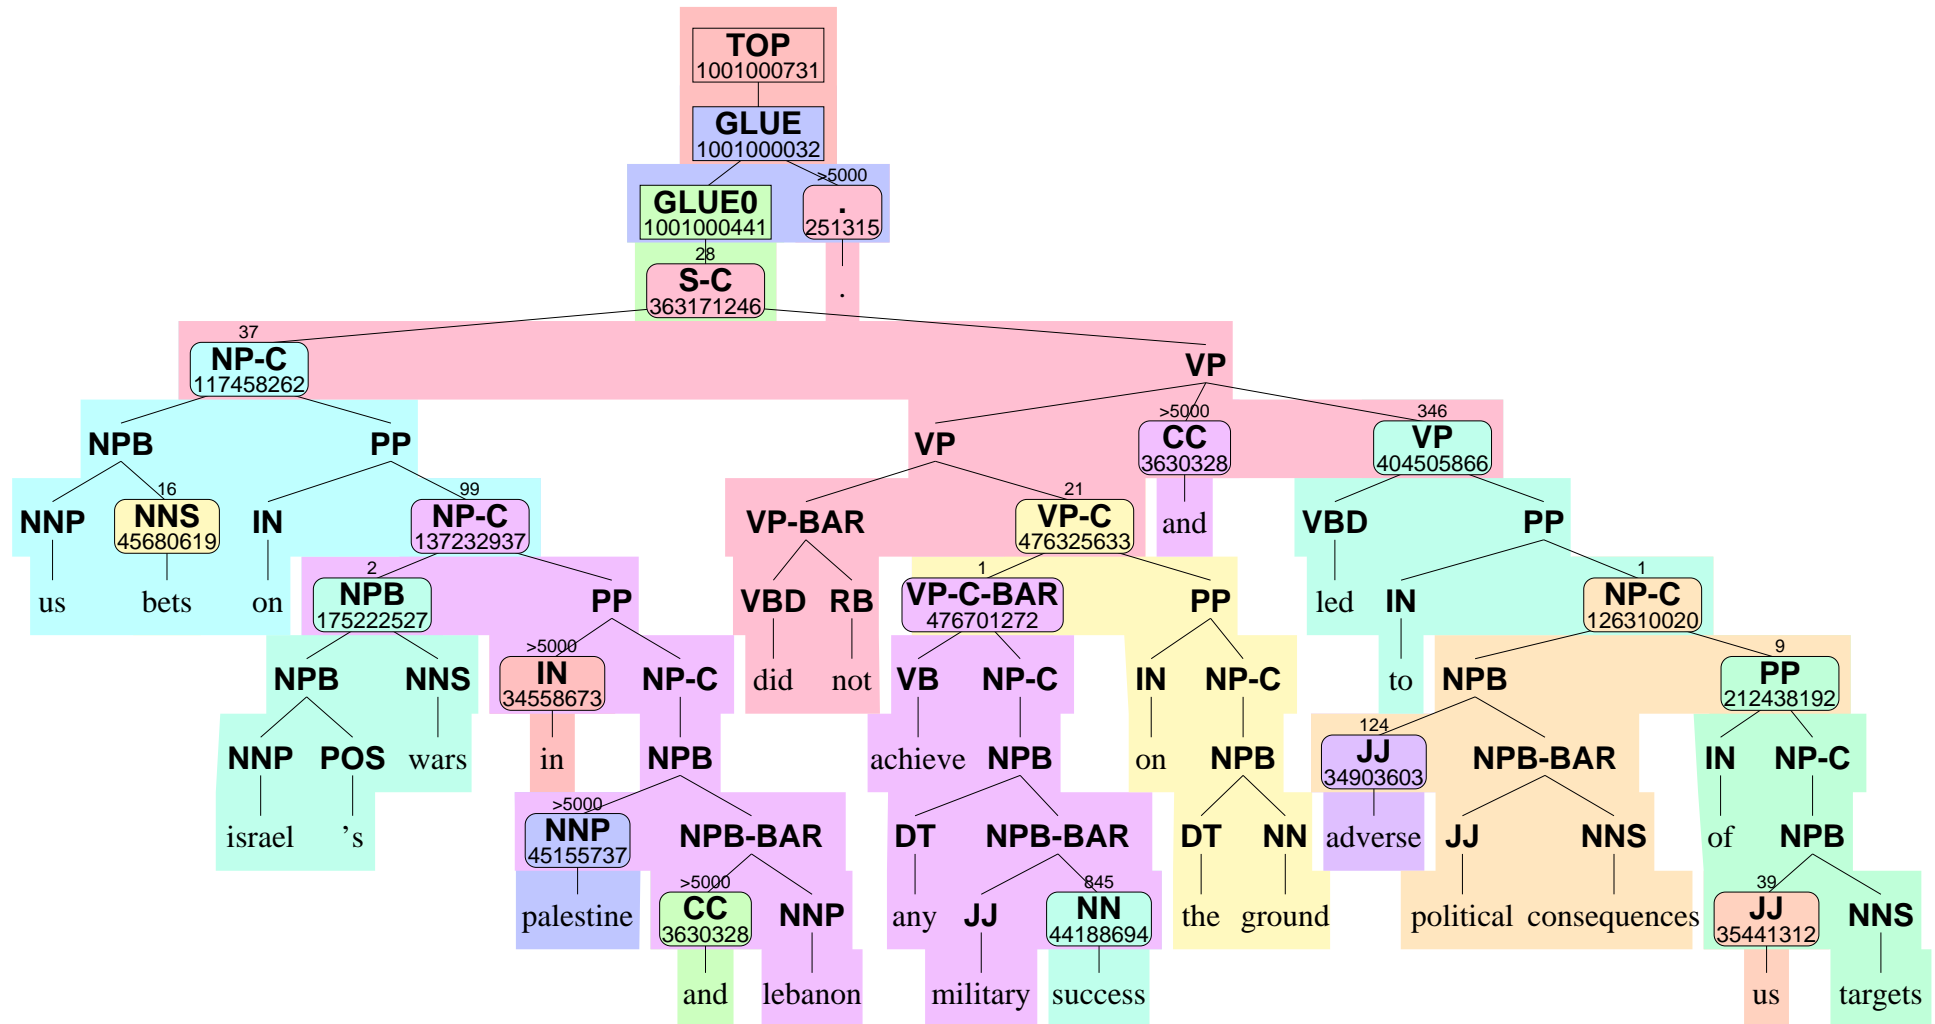 TOP
1001000731
GLUE
1001000032
>5000
GLUE0 .
1001000441 251315
28
S-C .
363171246
37
NP-C VP
117458262
>5000 346
NPB PP VP CC VP
3630328 404505866
16 99 21
NNP NNS IN NP-C VP-BAR VP-C and VBD PP
45680619 137232937 476325633
2 1 1
us bets on NPB PP VBD RB VP-C-BAR PP led IN NP-C
175222527 476701272 126310020
>5000 9
NPB NNS IN NP-C did not VB NP-C IN NP-C to NPB PP
34558673 212438192
124
NNP POS wars in NPB achieve NPB on NPB JJ NPB-BAR IN NP-C
34903603
>5000
israel 's NNP NPB-BAR DT NPB-BAR DT NN adverse JJ NNS of NPB
45155737
>5000 845 39
palestine CC NNP any JJ NN the ground political consequences JJ NNS
3630328 44188694 35441312
and lebanon military success us targets